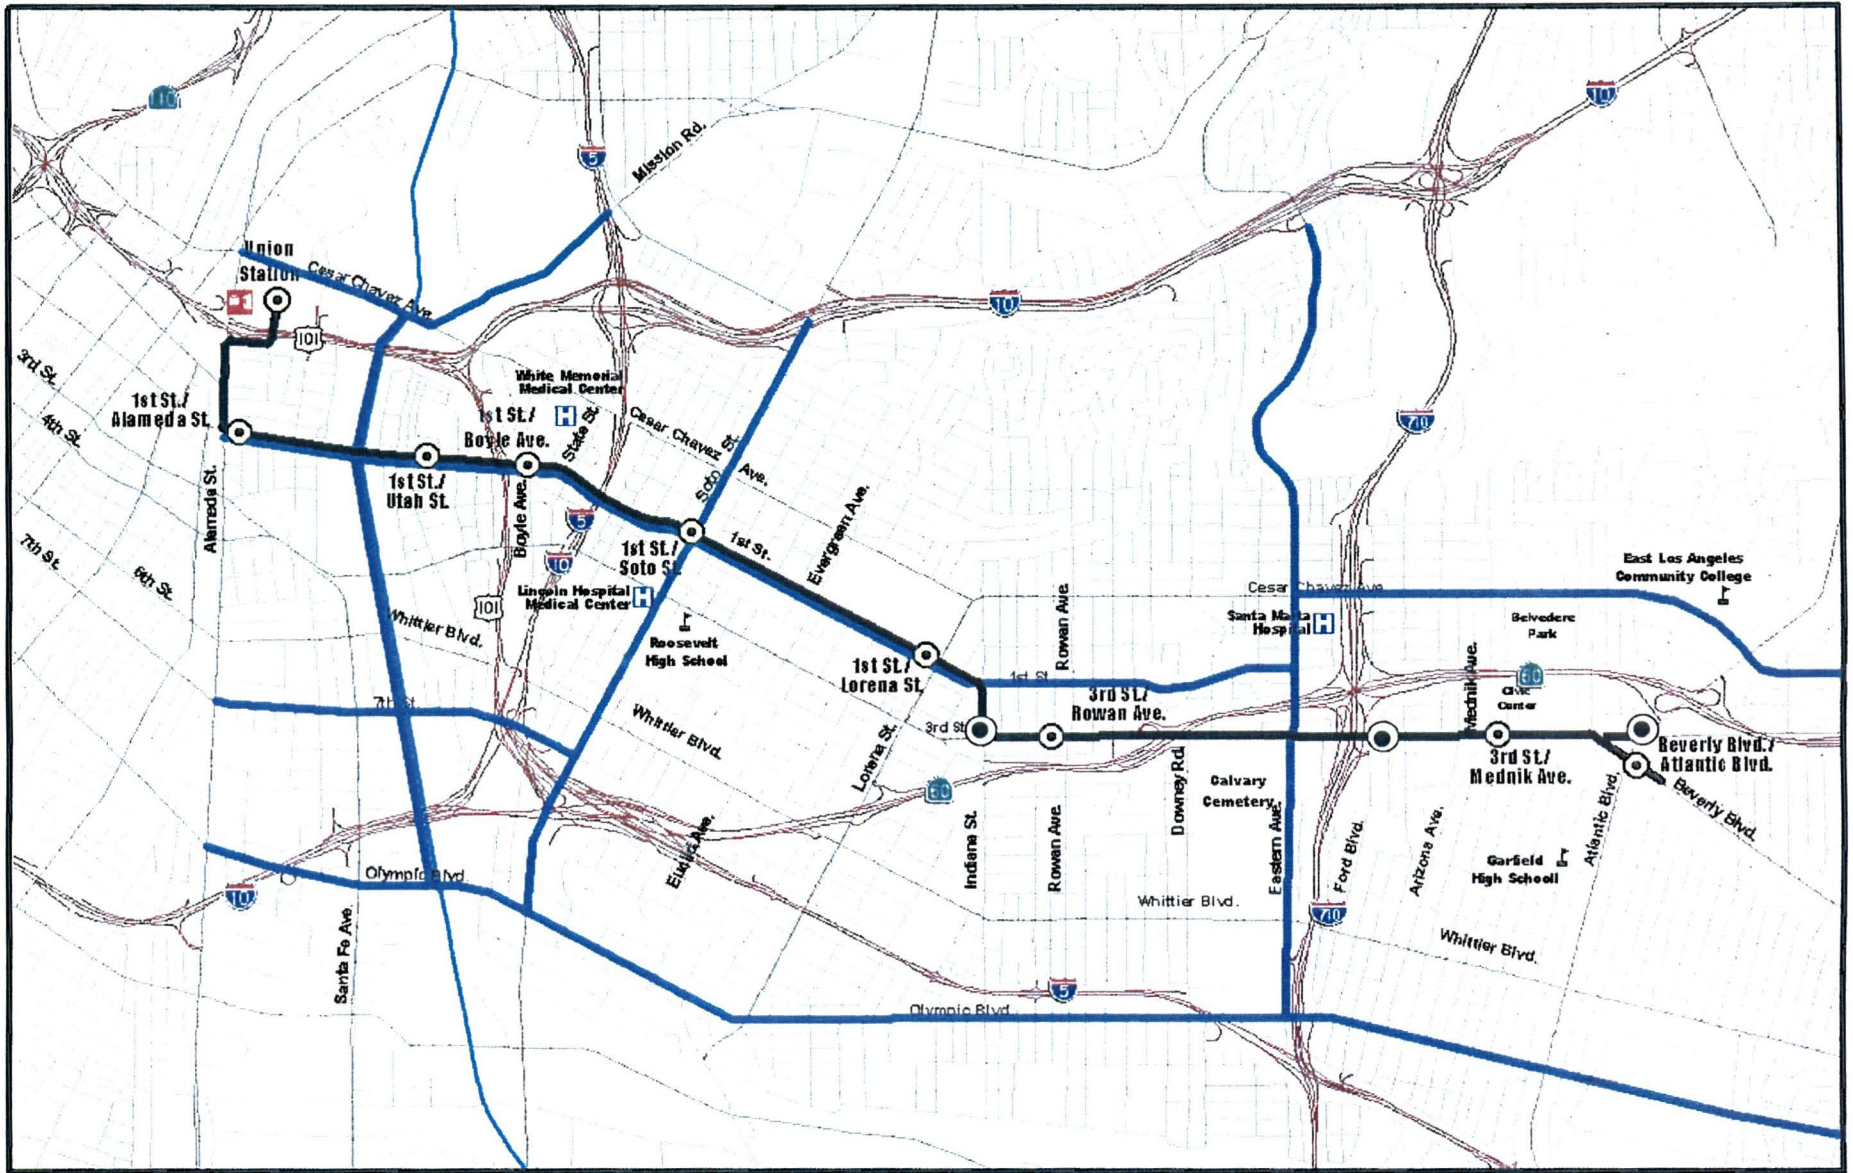 110
10
5
Mission Rd.
Union
Station
Cesar Chavez Ave.
10
101
3rd St.
White Memorial
Medical Center
H
1st St./
Alameda St.
4th St.
1st St./
Boyle Ave.
State St.
Cesar Chavez
Ave.
Soto St.
710
1st St./
Utah St.
Alameda St.
Boyle Ave.
5
7th St.
6th St.
10
1st St./
Soto St.
1st St.
Evergreen Ave.
101
Lincoln Hospital
Medical Center
H
Whittier Blvd.
Roosevelt
High School
Rowan Ave.
Cesar Chavez Ave
Santa Marta
Hospital
H
East Los Angeles
Community College
Belvedere
Park
1st St./
Lorena St.
1st St.
3rd St./
Rowan Ave.
Mednik Ave.
60
Civic
Center
7th St.
Whittier Blvd.
Lorena St.
3rd St.
3rd St./
Mednik Ave.
Beverly Blvd./
Atlantic Blvd.
Beverly Blvd.
60
Downey Rd.
Calvary
Cemetery
Indiana St.
Rowan Ave.
Eastern Ave.
Ford Blvd.
Arizona Ave.
Atlantic Blvd.
Garfield
High Schooll
Euclid Ave.
Olympic Blvd.
10
Santa Fe Ave.
Whittier Blvd.
710
Whittier Blvd.
5
Olympic Blvd.